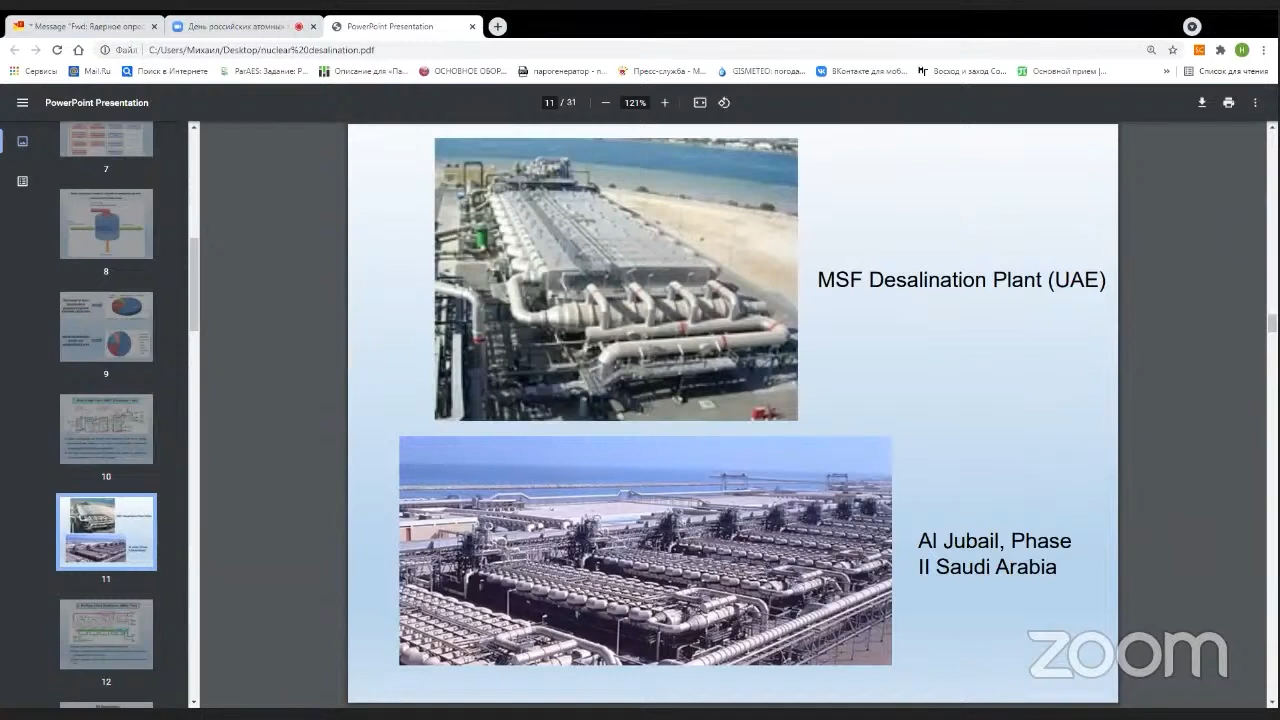 * Message "Fwd: Ядерное опрс
День российских атомных
PowerPoint Presentation
Файл
C:/Users/Михаил/Desktop/nuclear%20desalination.pdf
Сервисы
Mail.Ru
Поиск в Интернете
ParAES: Задание: Р...
Описание для «Па...
ОСНОВНОЕ ОБОР...
парогенератор - п...
Пресс-служба - М...
GISMETEO: погода...
ВКонтакте для моб...
Восход и заход Со...
Основной прием |...
»
Список для чтения
PowerPoint Presentation
11 / 31
121%
7
8
9
10
11
12
MSF Desalination Plant (UAE)
Al Jubail, Phase
II Saudi Arabia
zoom